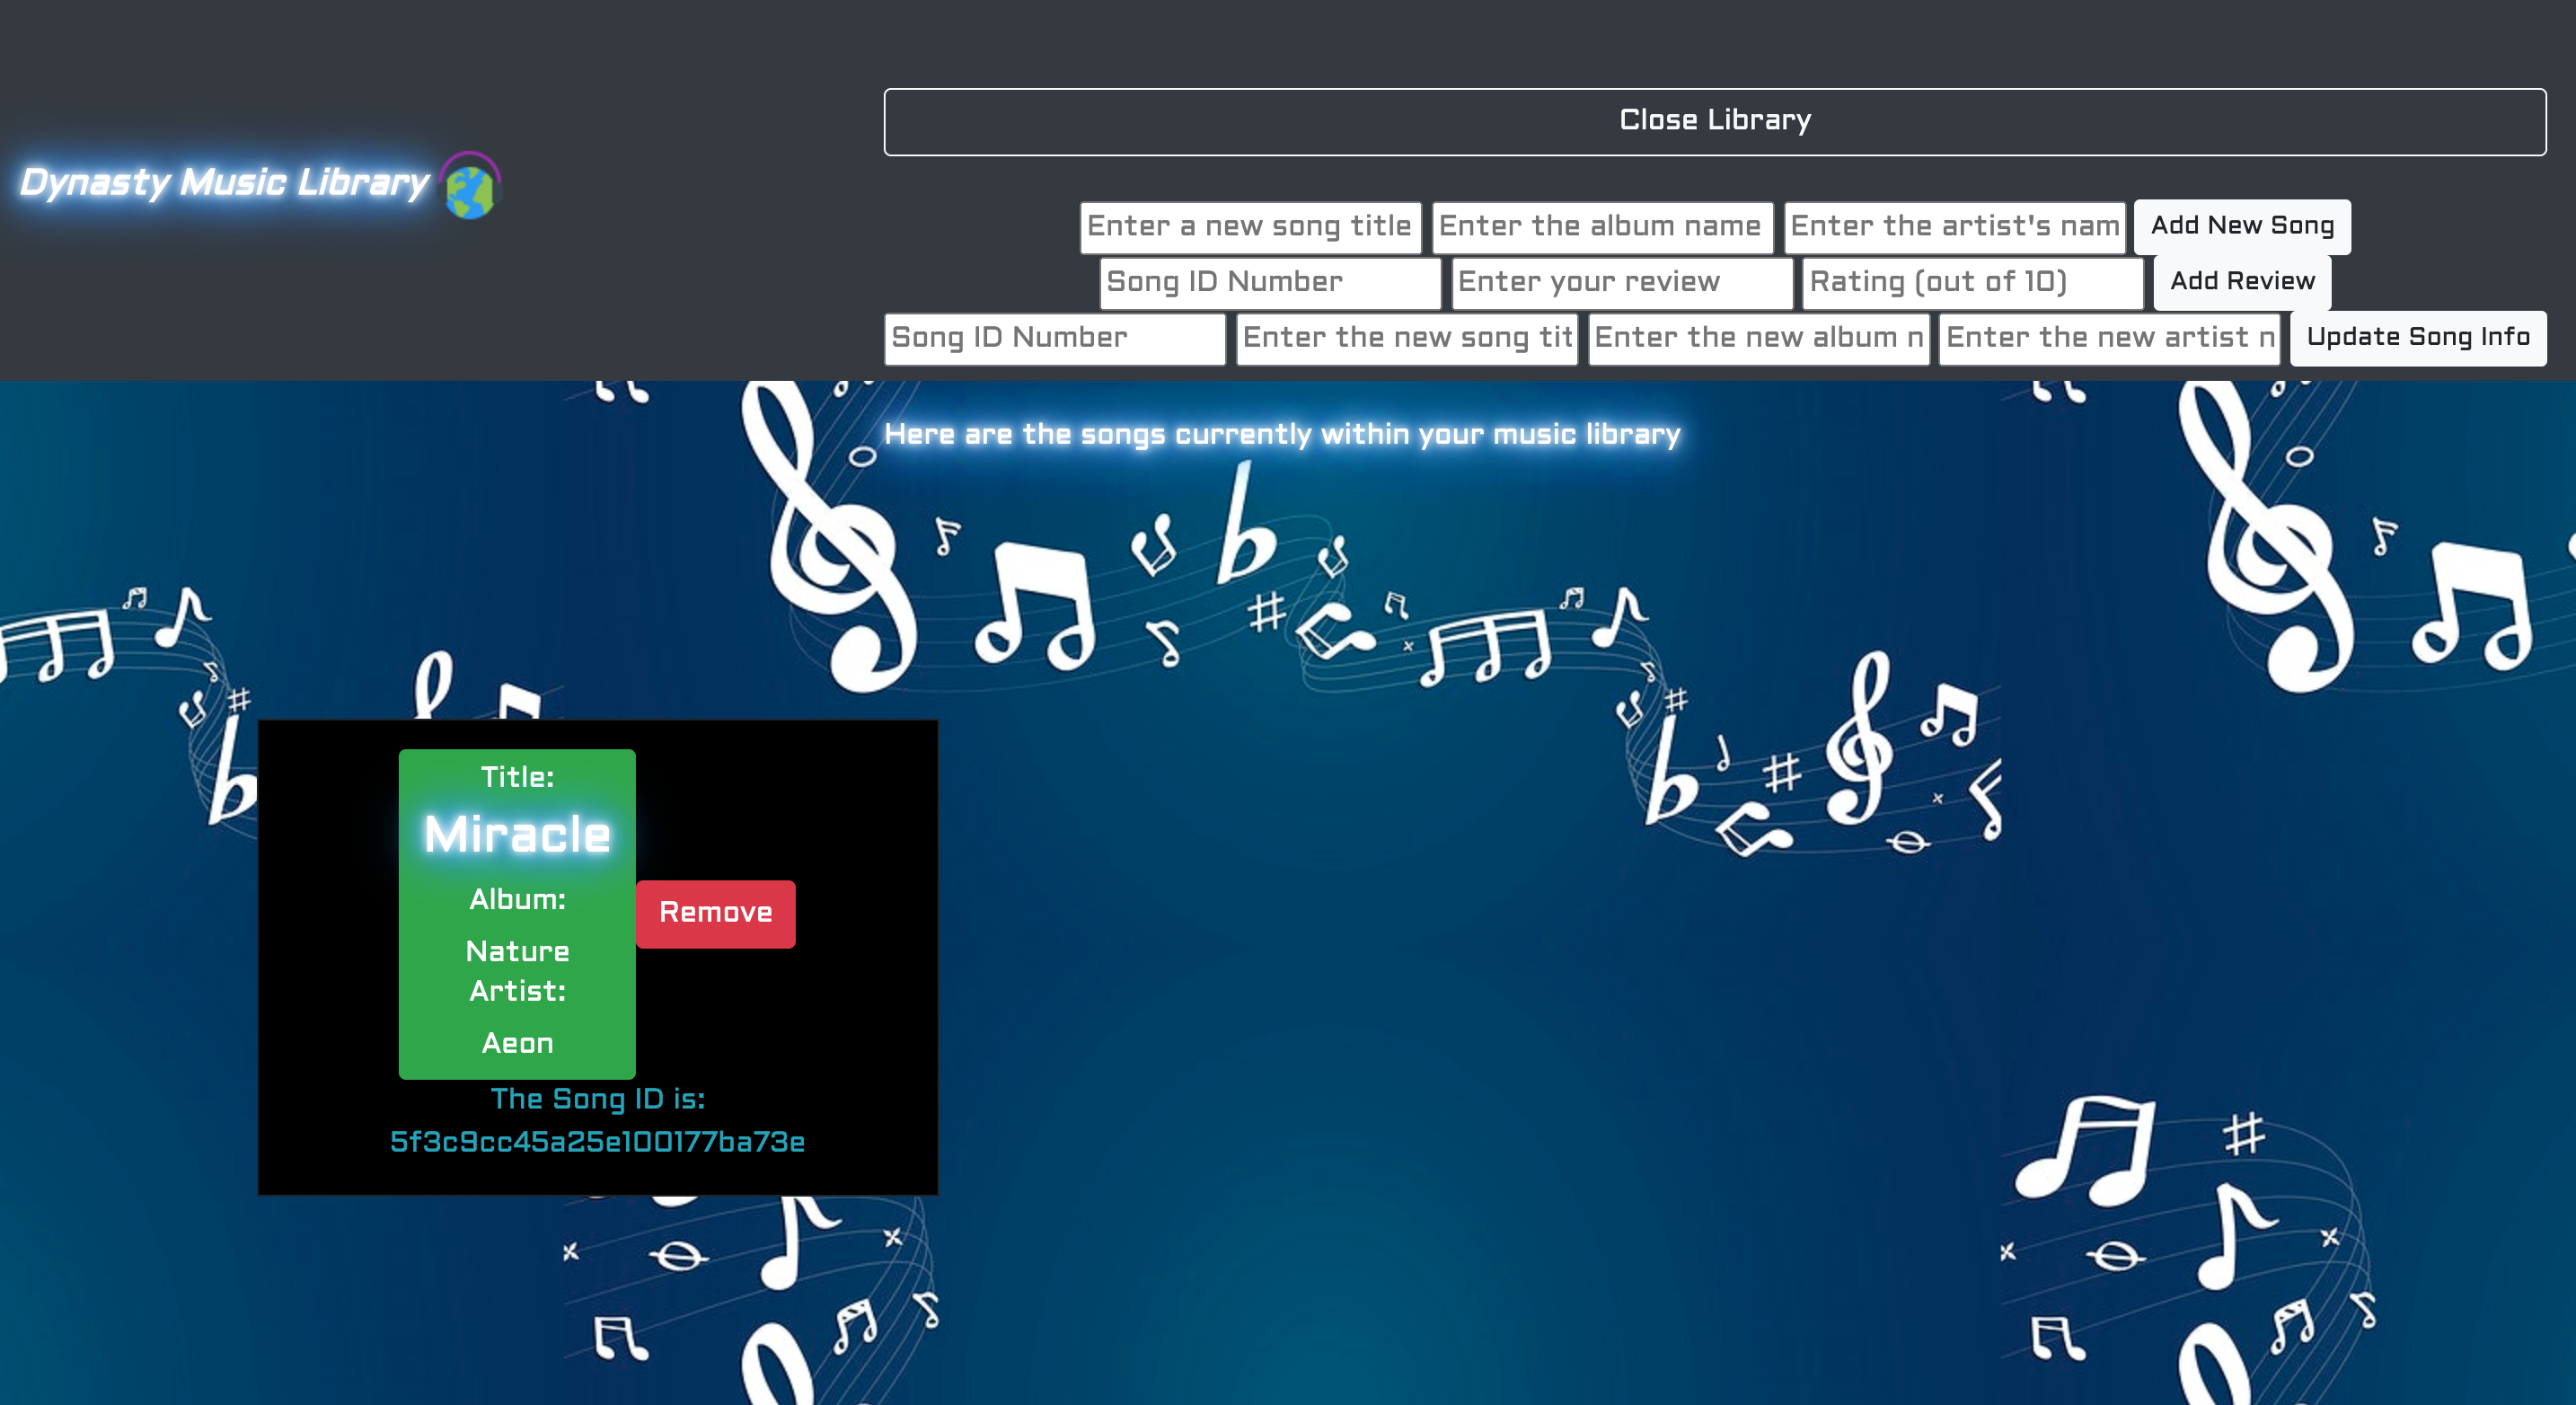 Close Library
Dynasty Music Library
Enter a new song title Enter the album name Enter the artist's nam Add New Song
Song ID Number Enter your review Rating (out of 10) Add Review
Song ID Number Enter the new song tit Enter the new album n Enter the new artist n Update Song Info
Here are the songs currently within your music library
Title:
Miracle
Album:
Nature
Artist:
Aeon
Remove
The Song ID is:
5f3c9cc45a25e100177ba73e